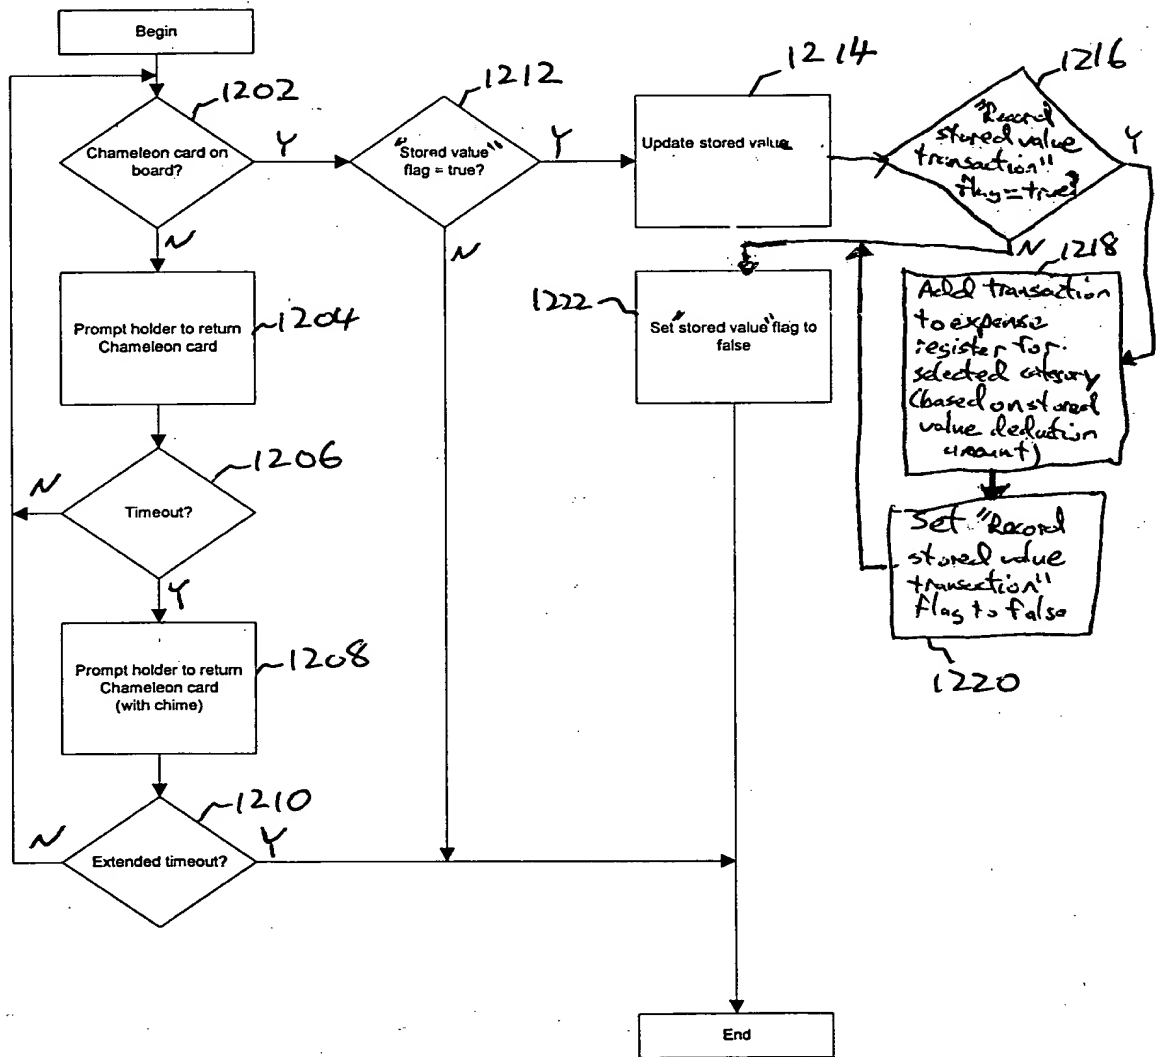 Begin
1202
Chameleon card on
board?
Y
N
1212
"Stored value"
flag = true?
Y
N
1214
Update stored value
1216
"Record
stored value
transaction"
flag=true?
Y
N
1204
Prompt holder to return
Chameleon card
1206
Timeout?
N
Y
1208
Prompt holder to return
Chameleon card
(with chime)
1210
Extended timeout?
N
Y
1222
Set "stored value" flag to
false
1218
Add transaction
to expense
register for
selected category
(based on stored
value deduction
amount)
Set "Record
stored value
transaction"
flag to false
1220
End